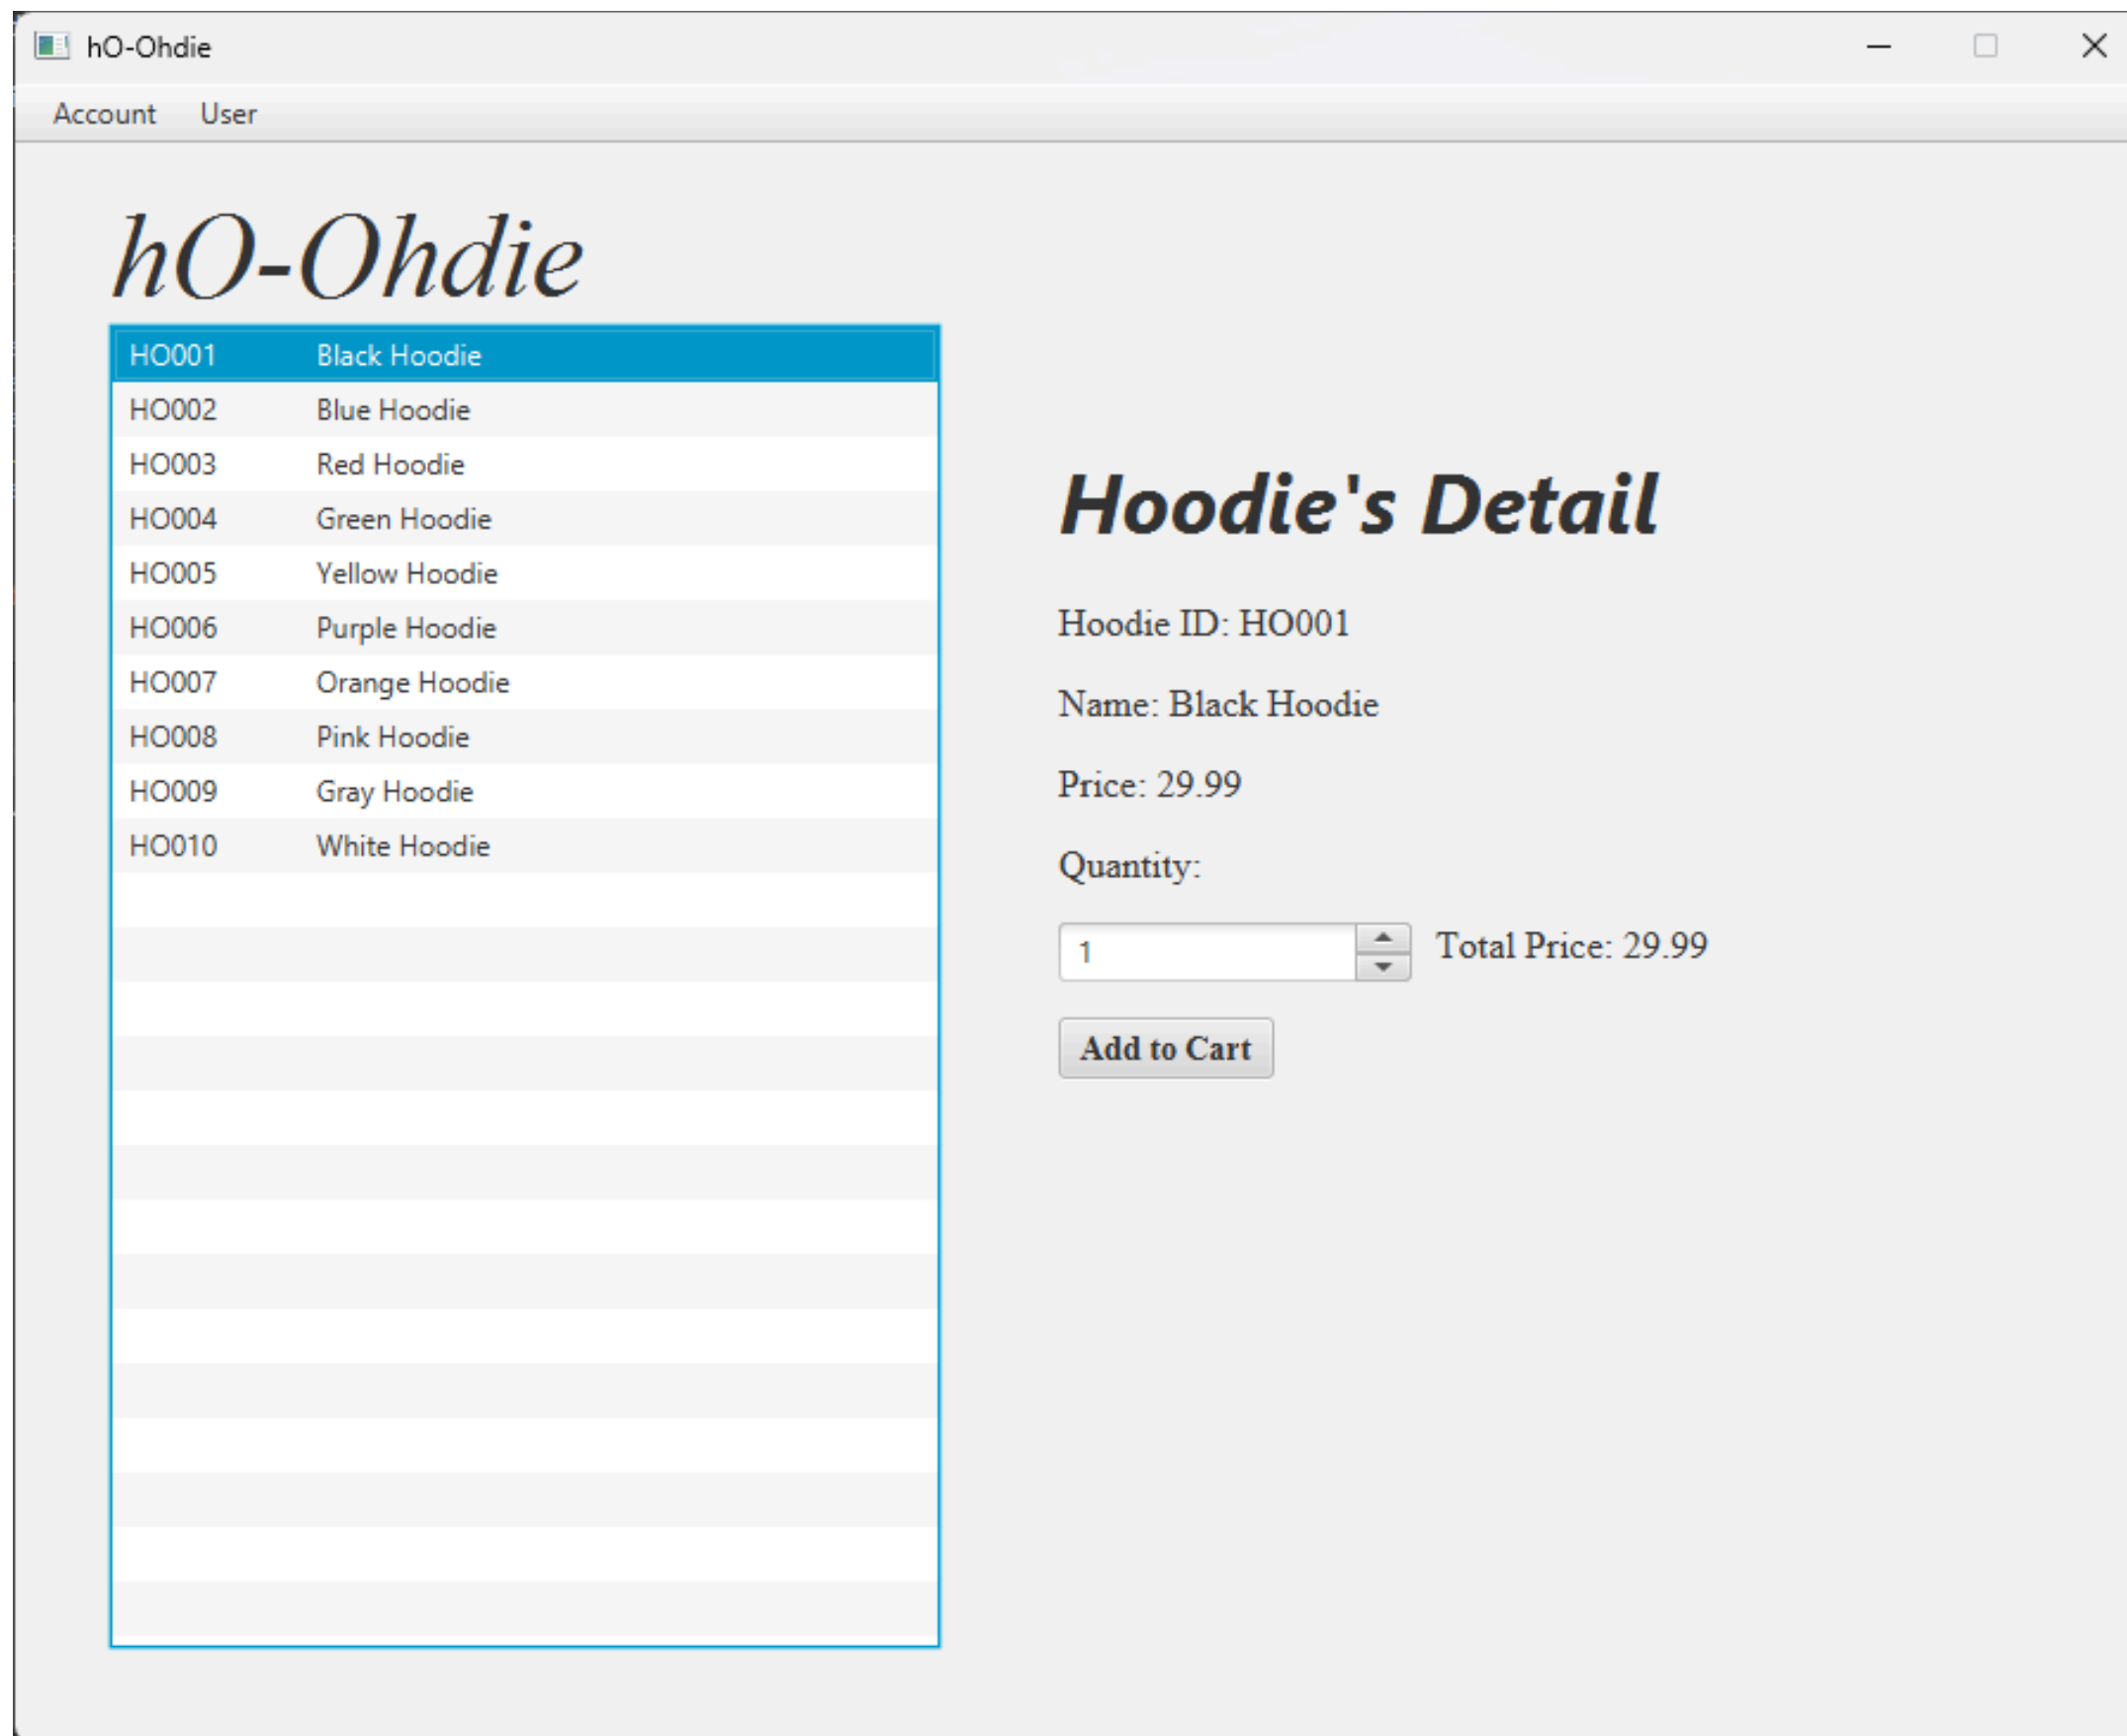 hO-Ohdie
Account User
hO-Ohdie
HO001 Black Hoodie
HO002 Blue Hoodie
HO003 Red Hoodie
HO004 Green Hoodie
HO005 Yellow Hoodie
HO006 Purple Hoodie
HO007 Orange Hoodie
HO008 Pink Hoodie
HO009 Gray Hoodie
HO010 White Hoodie
Hoodie's Detail
Hoodie ID: HO001
Name: Black Hoodie
Price: 29.99
Quantity:
1 Total Price: 29.99
Add to Cart